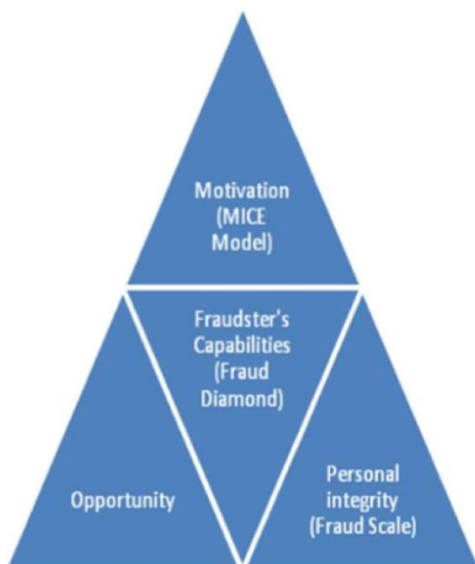 Motivation
(MICE
Model)
Fraudster's
Capabilities
(Fraud
Diamond)
Opportunity
Personal
integrity
(Fraud Scale)